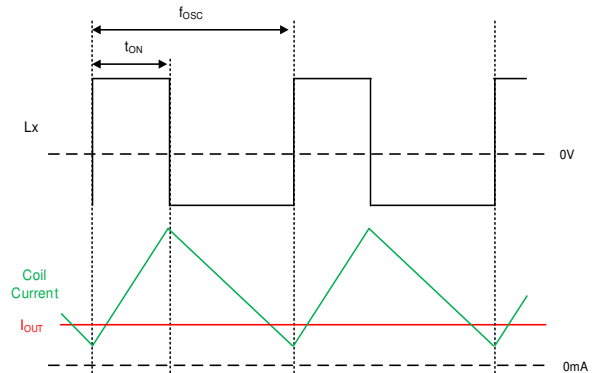 fOSC
tON
Lx
0V
Coil
Current
IOUT
0mA